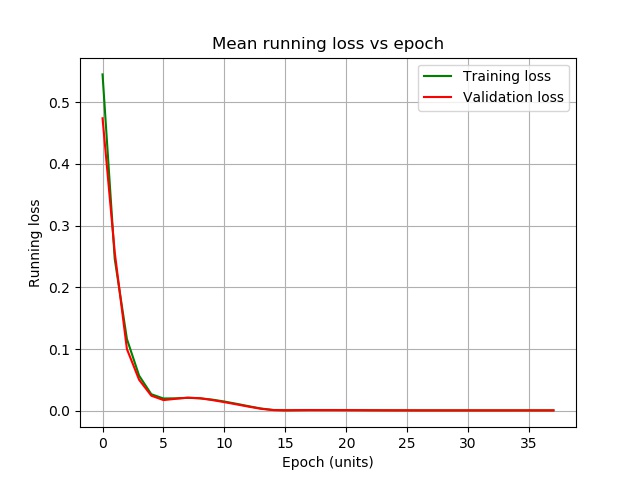 Mean running loss vs epoch
Training loss
Validation loss
Running loss
0.5
0.4
0.3
0.2
0.1
0.0
0 5 10 15 20 25 30 35
Epoch (units)